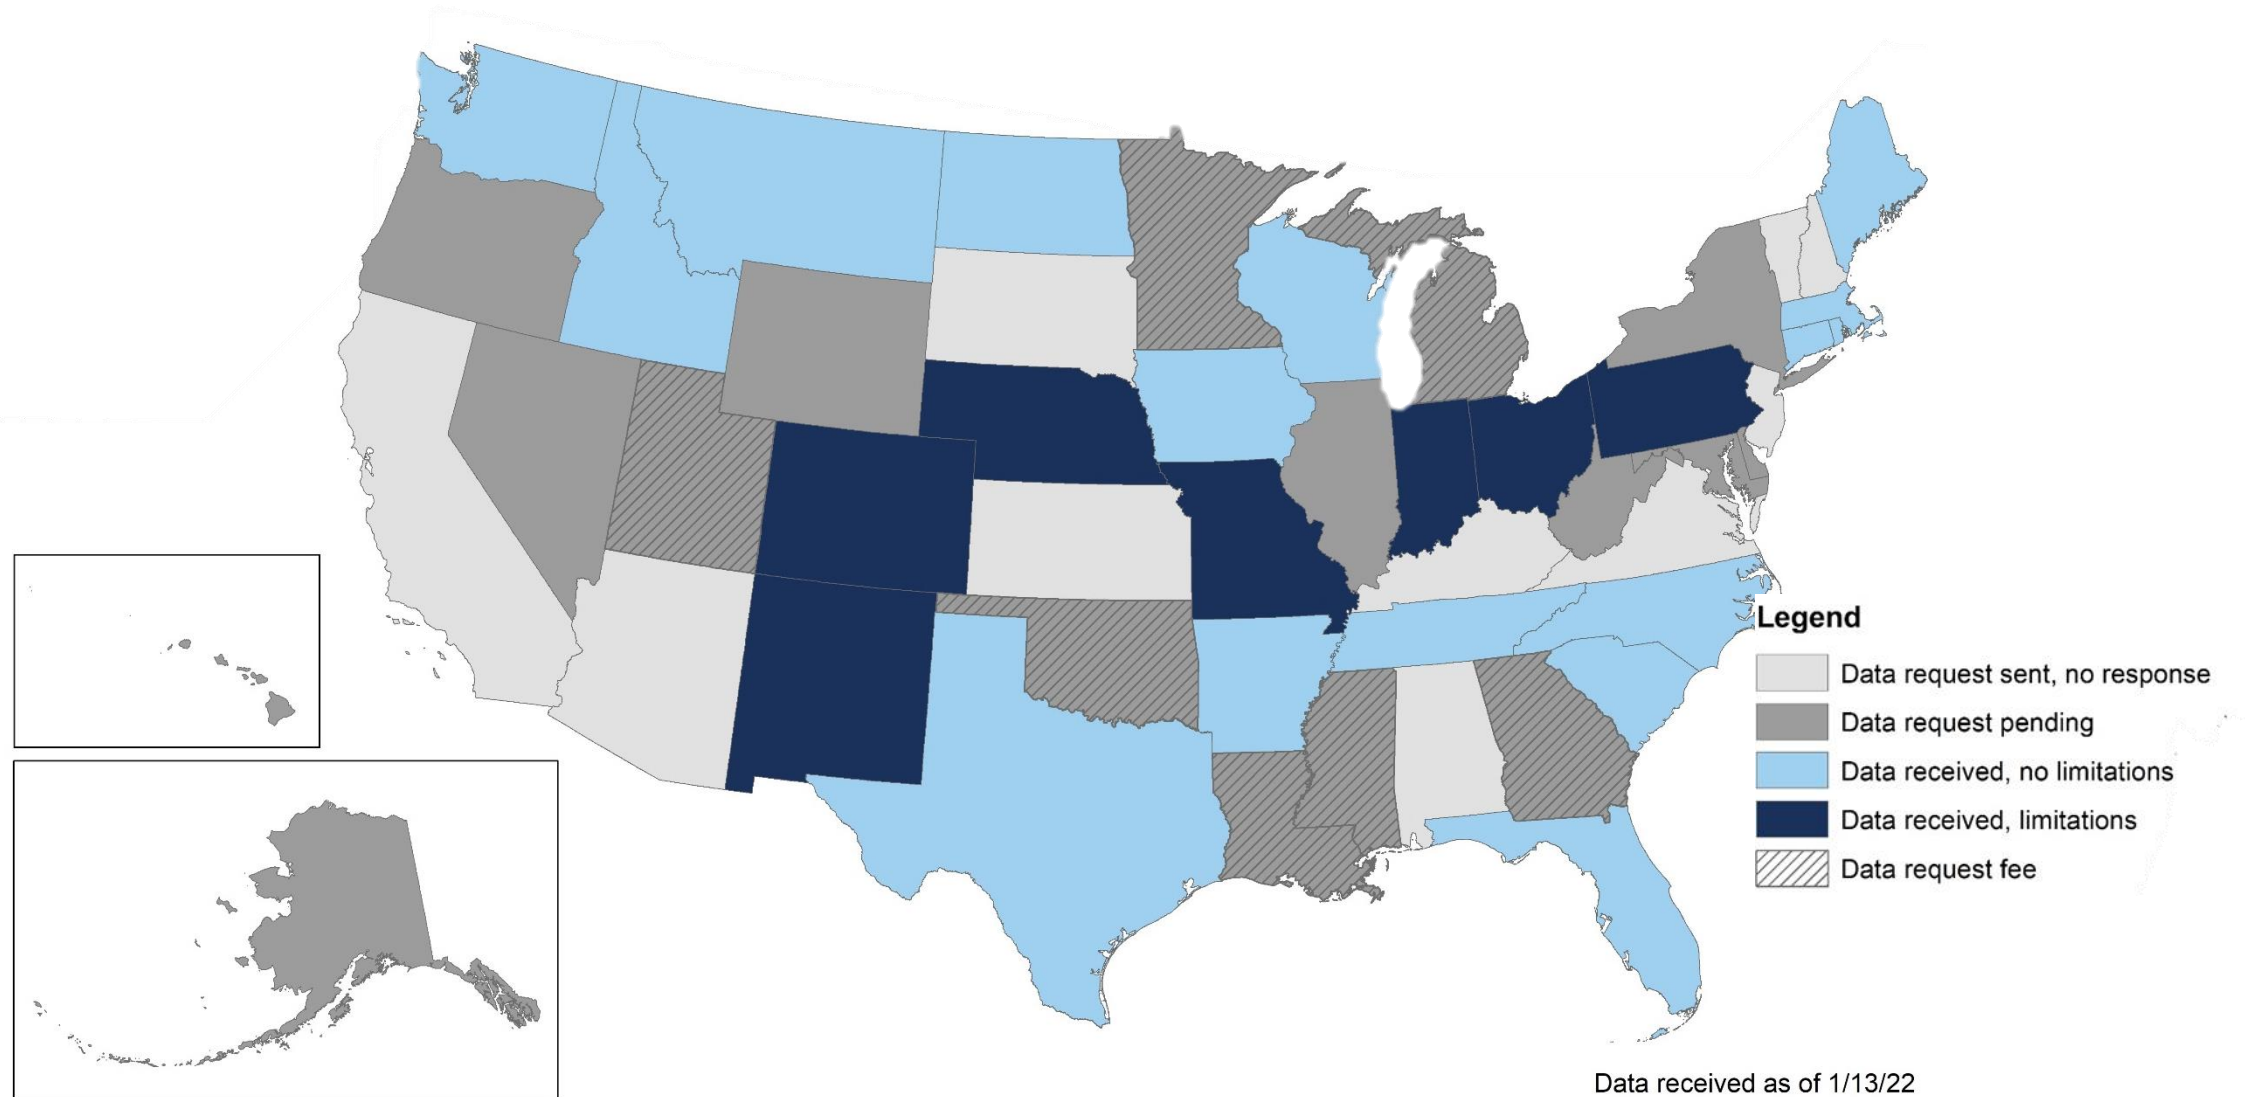 Legend
Data request sent, no response
Data request pending
Data received, no limitations
Data received, limitations
Data request fee
Data received as of 1/13/22